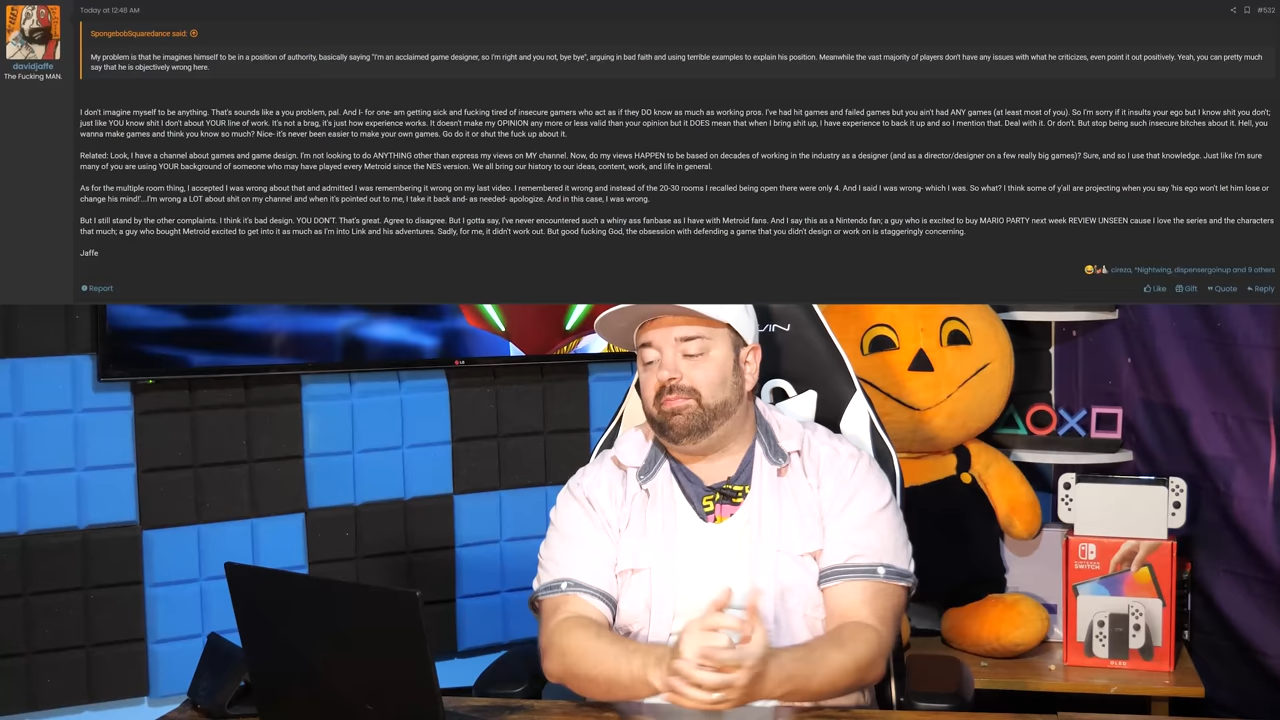 Today at 12:48 AM
#532
davidjaffe
The Fucking MAN.
SpongebobSquaredance said:
My problem is that he imagines himself to be in a position of authority, basically saying "I'm an acclaimed game designer, so I'm right and you not, bye bye", arguing in bad faith and using terrible examples to explain his position. Meanwhile the vast majority of players don't have any issues with what he criticizes, even point it out positively. Yeah, you can pretty much
say that he is objectively wrong here.
I don't imagine myself to be anything. That's sounds like a you problem, pal. And I- for one- am getting sick and fucking tired of insecure gamers who act as if they DO know as much as working pros. I've had hit games and failed games but you ain't had ANY games (at least most of you). So I'm sorry if it insults your ego but I know shit you don't;
just like YOU know shit I don't about YOUR line of work. It's not a brag, it's just how experience works. It doesn't make my OPINION any more or less valid than your opinion but it DOES mean that when I bring shit up, I have experience to back it up and so I mention that. Deal with it. Or don't. But stop being such insecure bitches about it. Hell, you
wanna make games and think you know so much? Nice- it's never been easier to make your own games. Go do it or shut the fuck up about it.
Related: Look, I have a channel about games and game design. I'm not looking to do ANYTHING other than express my views on MY channel. Now, do my views HAPPEN to be based on decades of working in the industry as a designer (and as a director/designer on a few really big games)? Sure, and so I use that knowledge. Just like I'm sure
many of you are using YOUR background of someone who may have played every Metroid since the NES version. We all bring our history to our ideas, content, work, and life in general.
As for the multiple room thing, I accepted I was wrong about that and admitted I was remembering it wrong on my last video. I remembered it wrong and instead of the 20-30 rooms I recalled being open there were only 4. And I said I was wrong- which I was. So what? I think some of y'all are projecting when you say 'his ego won't let him lose or
change his mind!'...I'm wrong a LOT about shit on my channel and when it's pointed out to me, I take it back and- as needed- apologize. And in this case, I was wrong.
But I still stand by the other complaints. I think it's bad design. YOU DON'T. That's great. Agree to disagree. But I gotta say, I've never encountered such a whiny ass fanbase as I have with Metroid fans. And I say this as a Nintendo fan; a guy who is excited to buy MARIO PARTY next week REVIEW UNSEEN cause I love the series and the characters
that much; a guy who bought Metroid excited to get into it as much as I'm into Link and his adventures. Sadly, for me, it didn't work out. But good fucking God, the obsession with defending a game that you didn't design or work on is staggeringly concerning.
Jaffe
cireza, *Nightwing, dispensergoinup and 9 others
Report
Like Gift Quote Reply
LG
NINTENDO
SWITCH
OLED